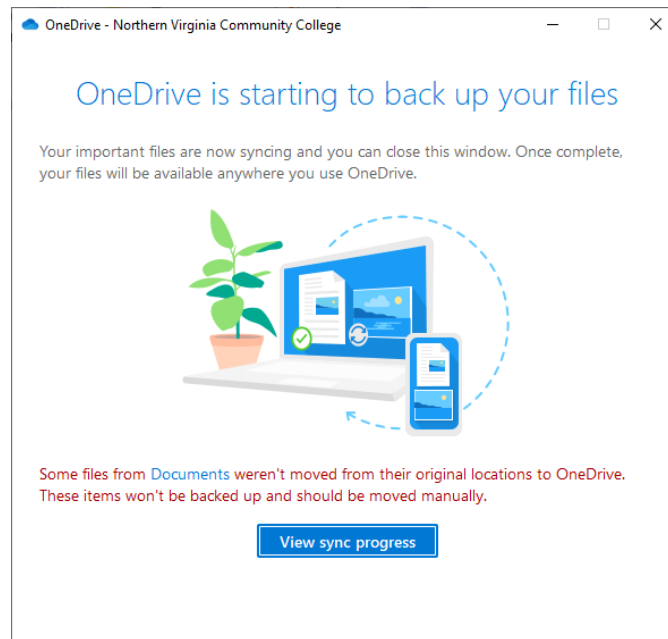 OneDrive - Northern Virginia Community College
OneDrive is starting to back up your files
Your important files are now syncing and you can close this window. Once complete,
your files will be available anywhere you use OneDrive.
Some files from Documents weren't moved from their original locations to OneDrive.
These items won't be backed up and should be moved manually.
View sync progress